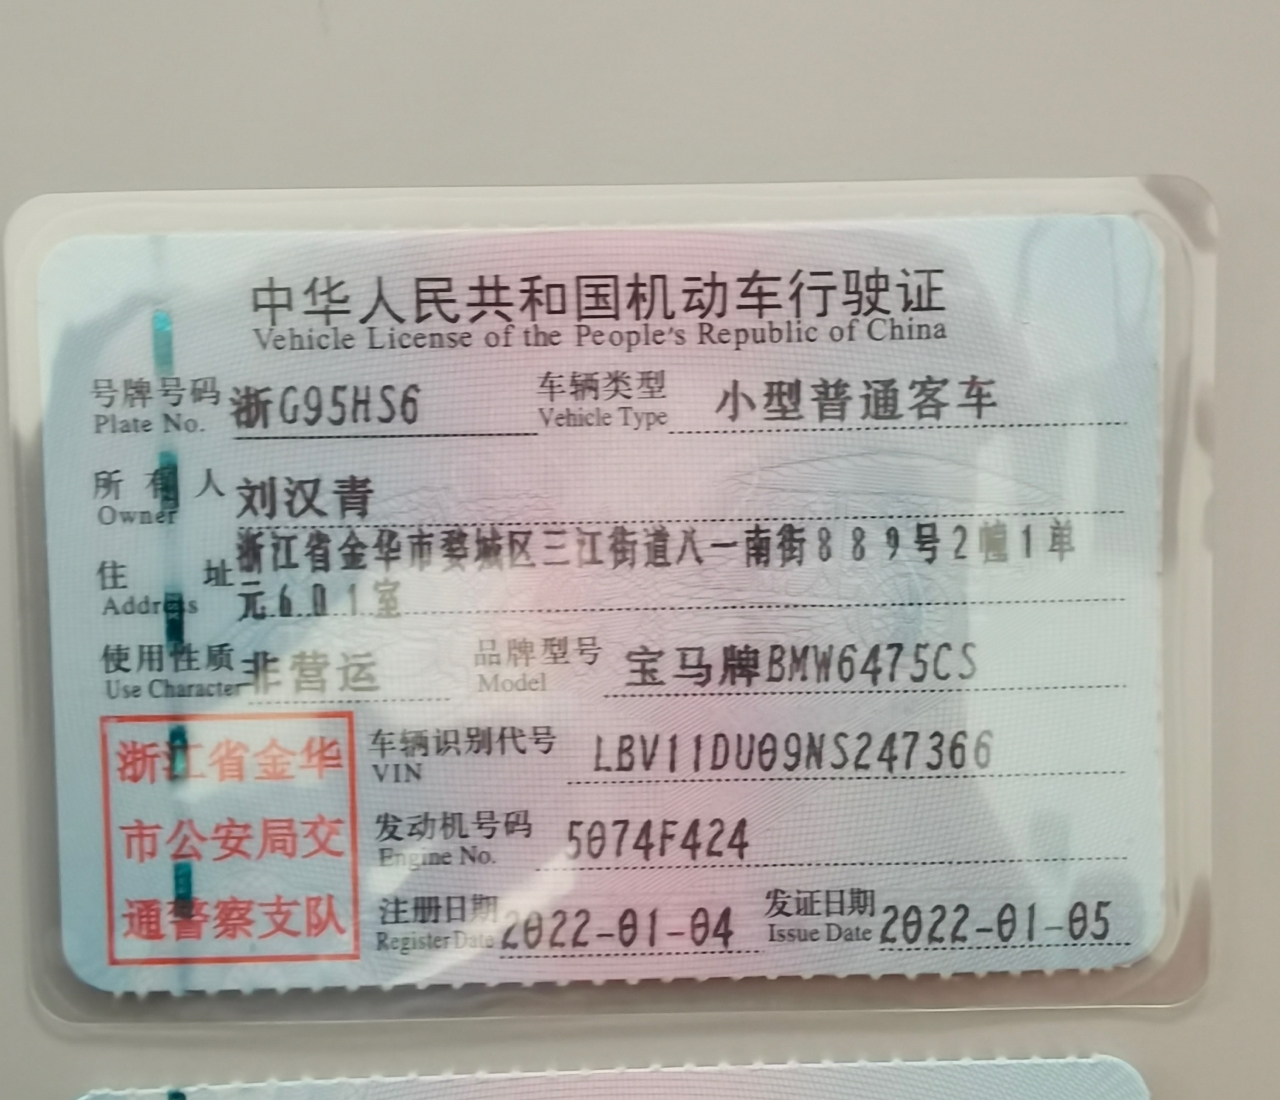 中华人民共和国机动车行驶证
Vehicle License of the People's Republic of China
号牌号码 浙G95HS6 车辆类型 小型普通客车
Plate No. Vehicle Type
所有人 刘汉青
Owner
浙江省金华市婺城区三江街道八一南街889号2幢1单
住址
Address 元601室
使用性质 非营运 品牌型号 宝马牌BMW6475CS
Use Character Model
车辆识别代号 LBV11DU09NS247366
VIN
发动机号码 5074F424
Engine No.
注册日期 2022-01-04 发证日期 2022-01-05
Register Date Issue Date
浙江省金华
市公安局交
通警察支队